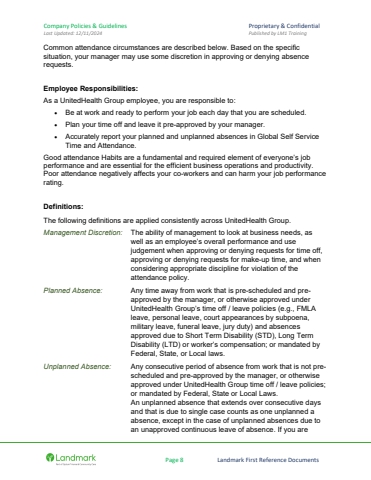 Company Policies & Guidelines
Proprietary & Confidential
Last Updated: 12/11/2024
Published by LMS Training
Common attendance circumstances are described below. Based on the specific
situation, your manager may use some discretion in approving or denying absence
requests.
Employee Responsibilities:
As a UnitedHealth Group employee, you are responsible to:
• Be at work and ready to perform your job each day that you are scheduled.
• Plan your time off and leave it pre-approved by your manager.
• Accurately report your planned and unplanned absences in Global Self Service
Time and Attendance.
Good attendance Habits are a fundamental and required element of everyone's job
performance and are essential for the efficient business operations and productivity.
Poor attendance negatively affects your co-workers and can harm your job performance
rating.
Definitions:
The following definitions are applied consistently across UnitedHealth Group.
Management Discretion: The ability of management to look at business needs, as
well as an employee's overall performance and use
judgement when approving or denying requests for time off,
approving or denying requests for make-up time, and when
considering appropriate discipline for violation of the
attendance policy.
Planned Absence: Any time away from work that is pre-scheduled and pre-
approved by the manager, or otherwise approved under
UnitedHealth Group's time off / leave policies (e.g., FMLA
leave, personal leave, court appearances by subpoena,
military leave, funeral leave, jury duty) and absences
approved due to Short Term Disability (STD), Long Term
Disability (LTD) or worker's compensation; or mandated by
Federal, State, or Local laws.
Unplanned Absence: Any consecutive period of absence from work that is not pre-
scheduled and pre-approved by the manager, or otherwise
approved under UnitedHealth Group time off / leave policies;
or mandated by Federal, State or Local laws.
An unplanned absence that extends over consecutive days
and that is due to single case counts as one unplanned a
absence, except in the case of unplanned absences due to
an unapproved continuous leave of absence. If you are
Landmark
Page 8
Landmark First Reference Documents